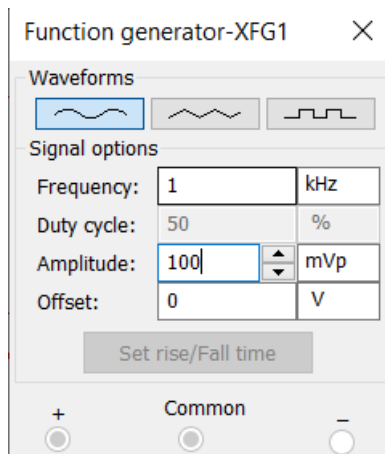 Function generator-XFG1
Waveforms
Signal options
Frequency: 1 kHz
Duty cycle: 50 %
Amplitude: 100 mVp
Offset: 0 V
Set rise/Fall time
+ Common –